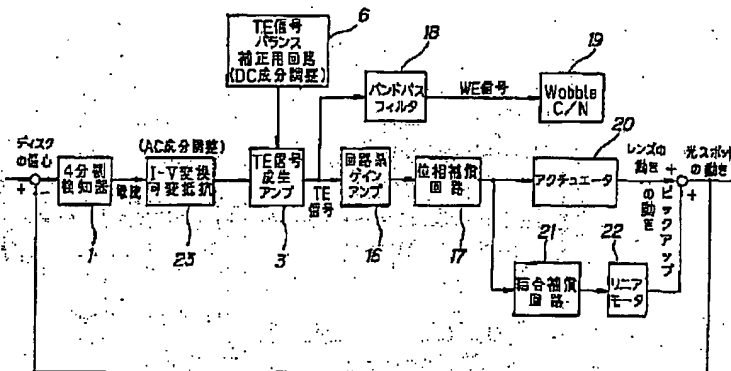 6
TE信号
バランス
補正用回路
(DC成分調整)
18
バンドパス
フィルタ
WE信号
19
Wobble
C/N
ディスク
の偏心
+
-
4分割
検知器
1
電流
(AC成分調整)
I-V変換
可変抵抗
23
TE信号
生成
アンプ
3
TE
信号
回路系
ゲイン
アンプ
16
位相補償
回路
17
20
アクチュエータ
レンズの
動き
+
+
光スポット
の動き
ピックアップ
の動き
21
結合補償
回路
22
リニア
モータ